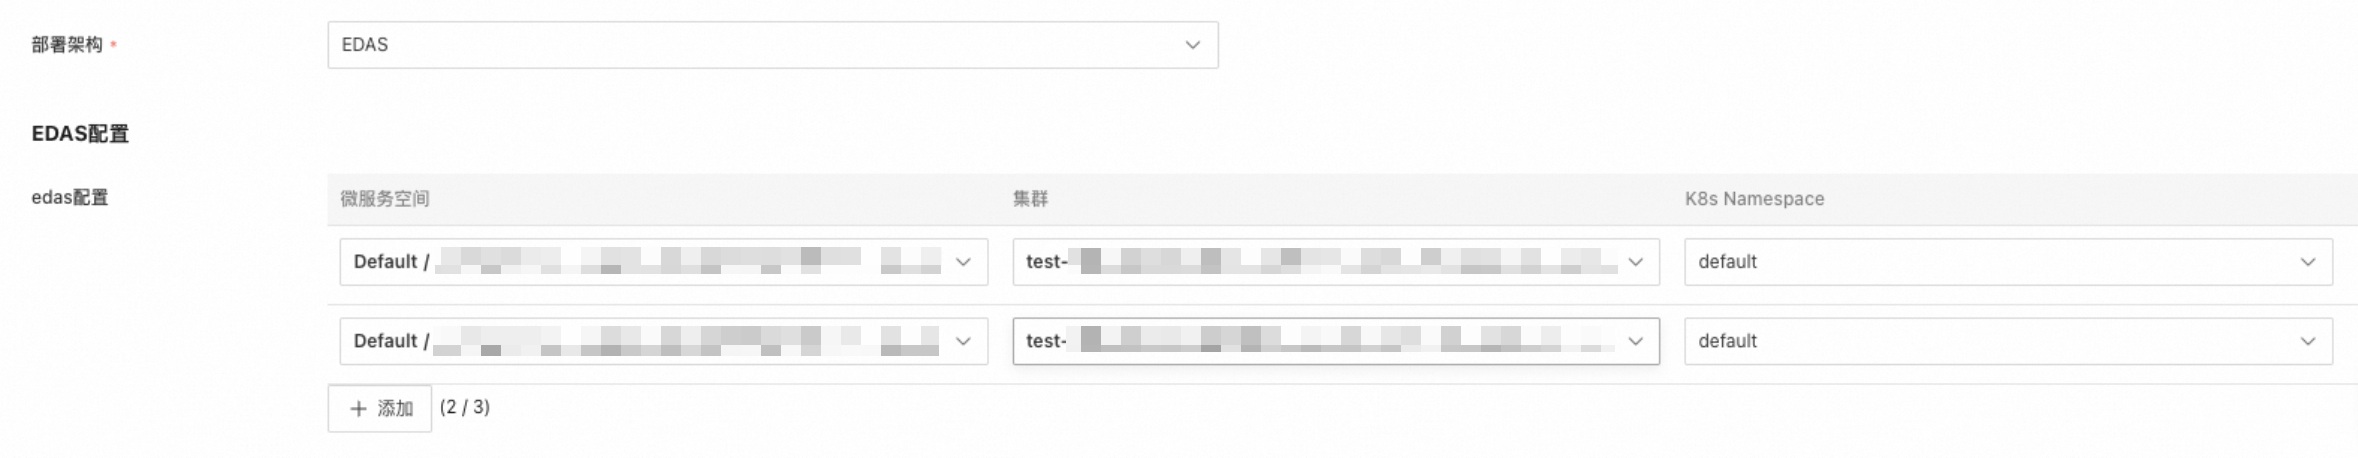 部署架构 *
EDAS
EDAS配置
edas配置
微服务空间 集群 K8s Namespace
Default / test- default
Default / test- default
+ 添加 (2 / 3)